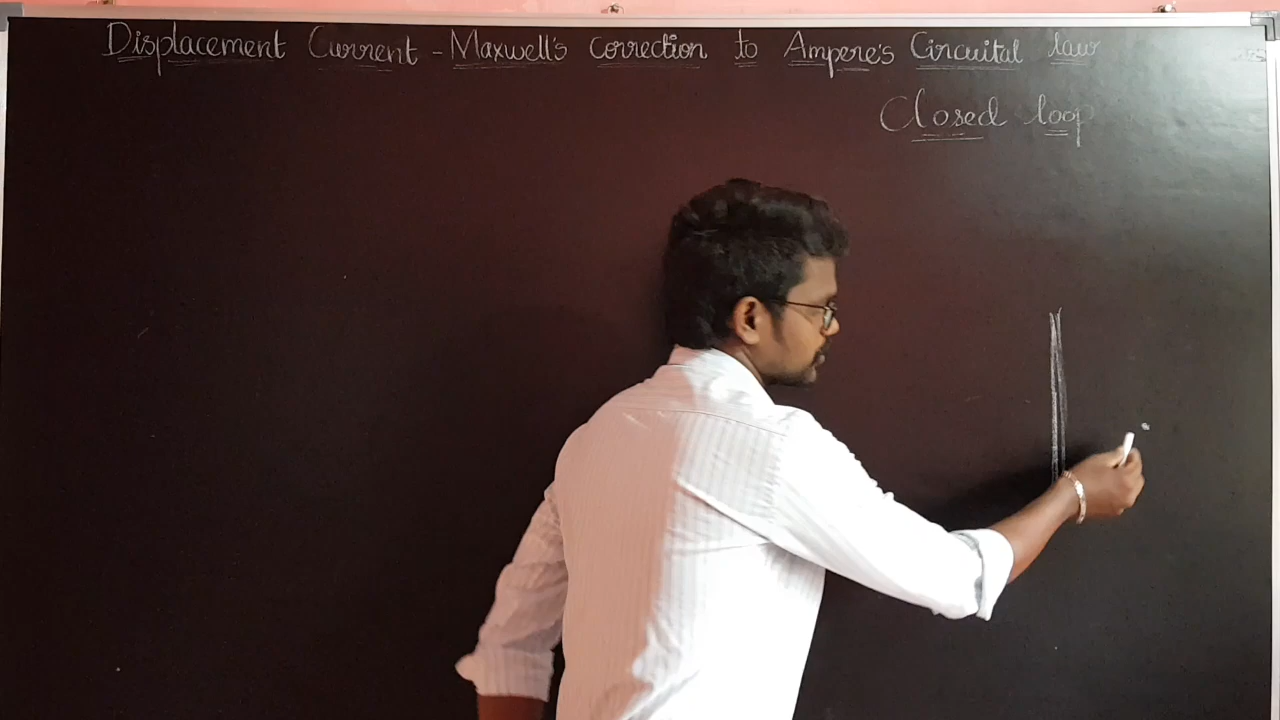 Displacement Current - Maxwell's correction to Ampere's Circuital law
Closed loop